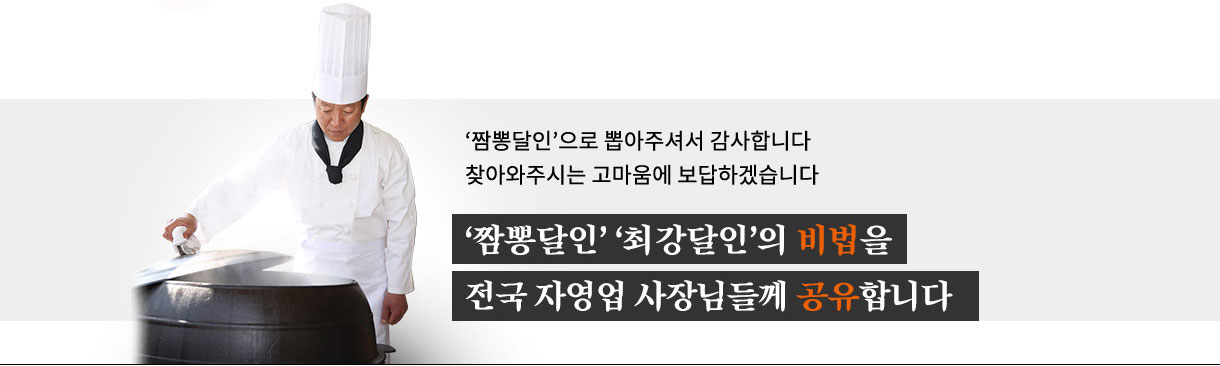 ‘짬뽕달인’으로 뽑아주셔서 감사합니다
찾아와주시는 고마움에 보답하겠습니다
‘짬뽕달인’ ‘최강달인’의 비법을
전국 자영업 사장님들께 공유합니다